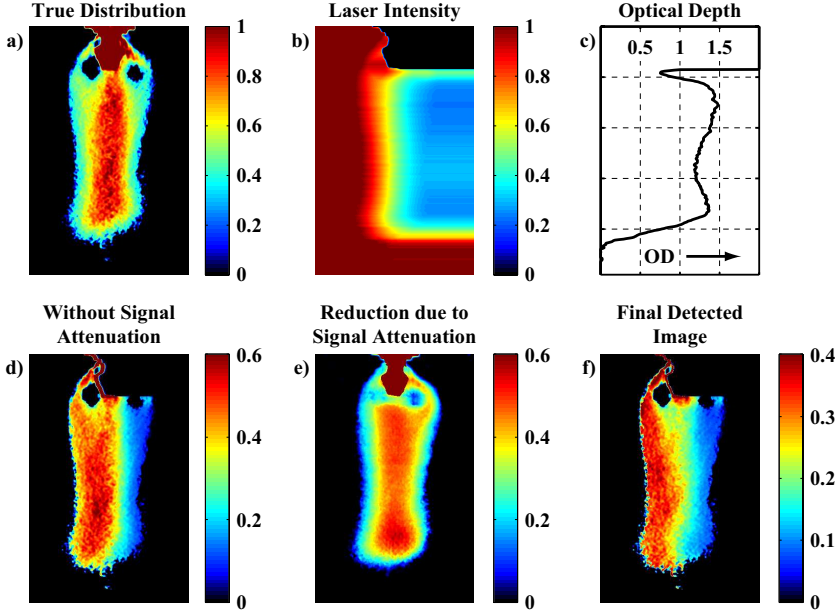 True Distribution
Laser Intensity
Optical Depth
a)
1
0.8
0.6
0.4
0.2
0
b)
1
0.8
0.6
0.4
0.2
0
c)
0.5 1 1.5
OD
Without Signal
Attenuation
Reduction due to
Signal Attenuation
Final Detected
Image
d)
0.6
0.4
0.2
0
e)
0.6
0.4
0.2
0
f)
0.4
0.3
0.2
0.1
0